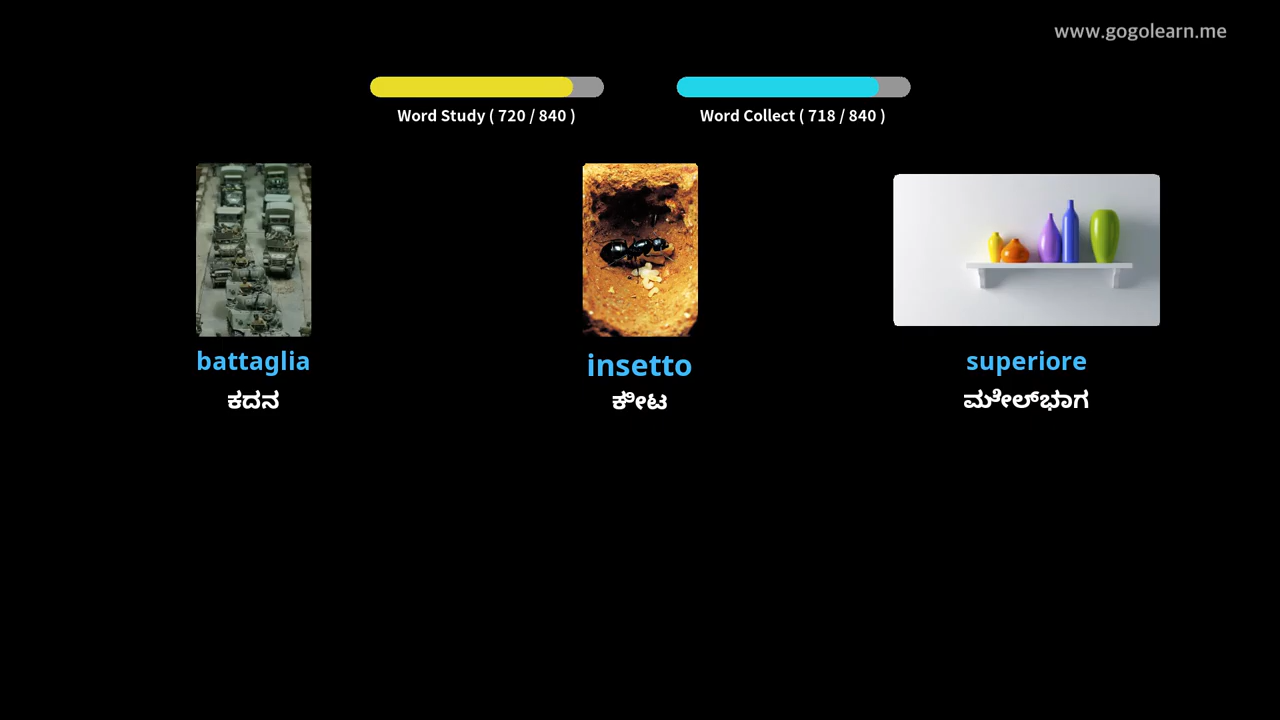 www.gogolearn.me
Word Study ( 720 / 840 )
Word Collect ( 718 / 840 )
battaglia
insetto
superiore
ಕದನ
ಕೀಟ
ಮೇಲ್ಭಾಗ